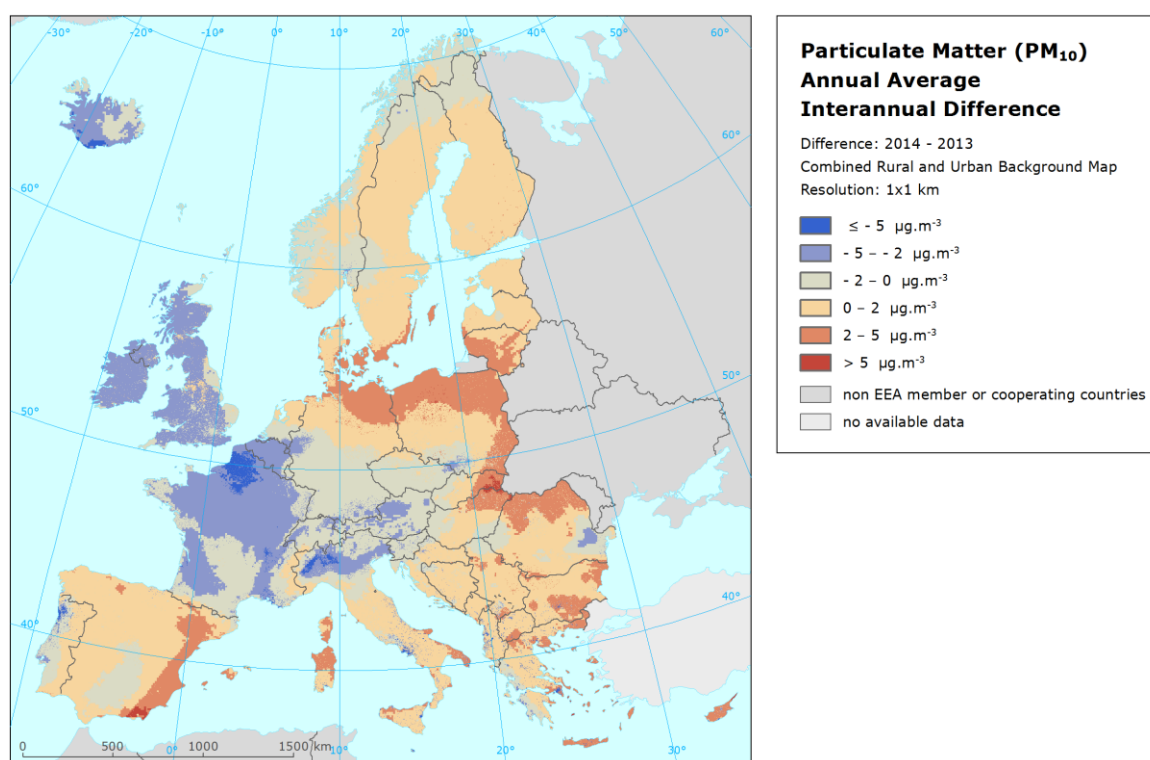 -30°
-20°
-10°
0°
10°
20°
30°
40°
50°
60°
60°
60°
50°
50°
40°
40°
0°
10°
20°
30°
0 500 1000 1500 km
Particulate Matter (PM₁₀)
Annual Average
Interannual Difference
Difference: 2014 - 2013
Combined Rural and Urban Background Map
Resolution: 1x1 km
≤ - 5 µg.m⁻³
- 5 – - 2 µg.m⁻³
- 2 – 0 µg.m⁻³
0 – 2 µg.m⁻³
2 – 5 µg.m⁻³
> 5 µg.m⁻³
non EEA member or cooperating countries
no available data